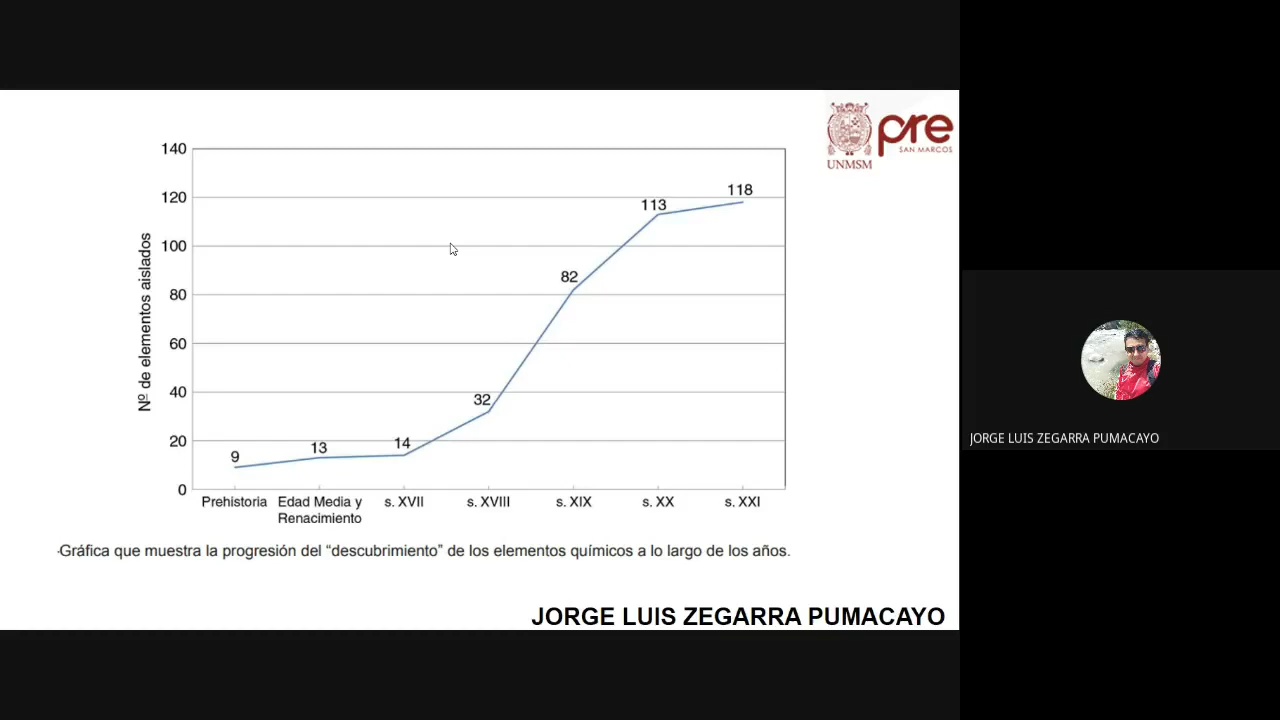 pre
SAN MARCOS
UNMSM
Nº de elementos aislados
140
120
100
80
60
40
20
0
9
13
14
32
82
113
118
Prehistoria
Edad Media y
Renacimiento
s. XVII
s. XVIII
s. XIX
s. XX
s. XXI
Gráfica que muestra la progresión del “descubrimiento” de los elementos químicos a lo largo de los años.
JORGE LUIS ZEGARRA PUMACAYO
JORGE LUIS ZEGARRA PUMACAYO